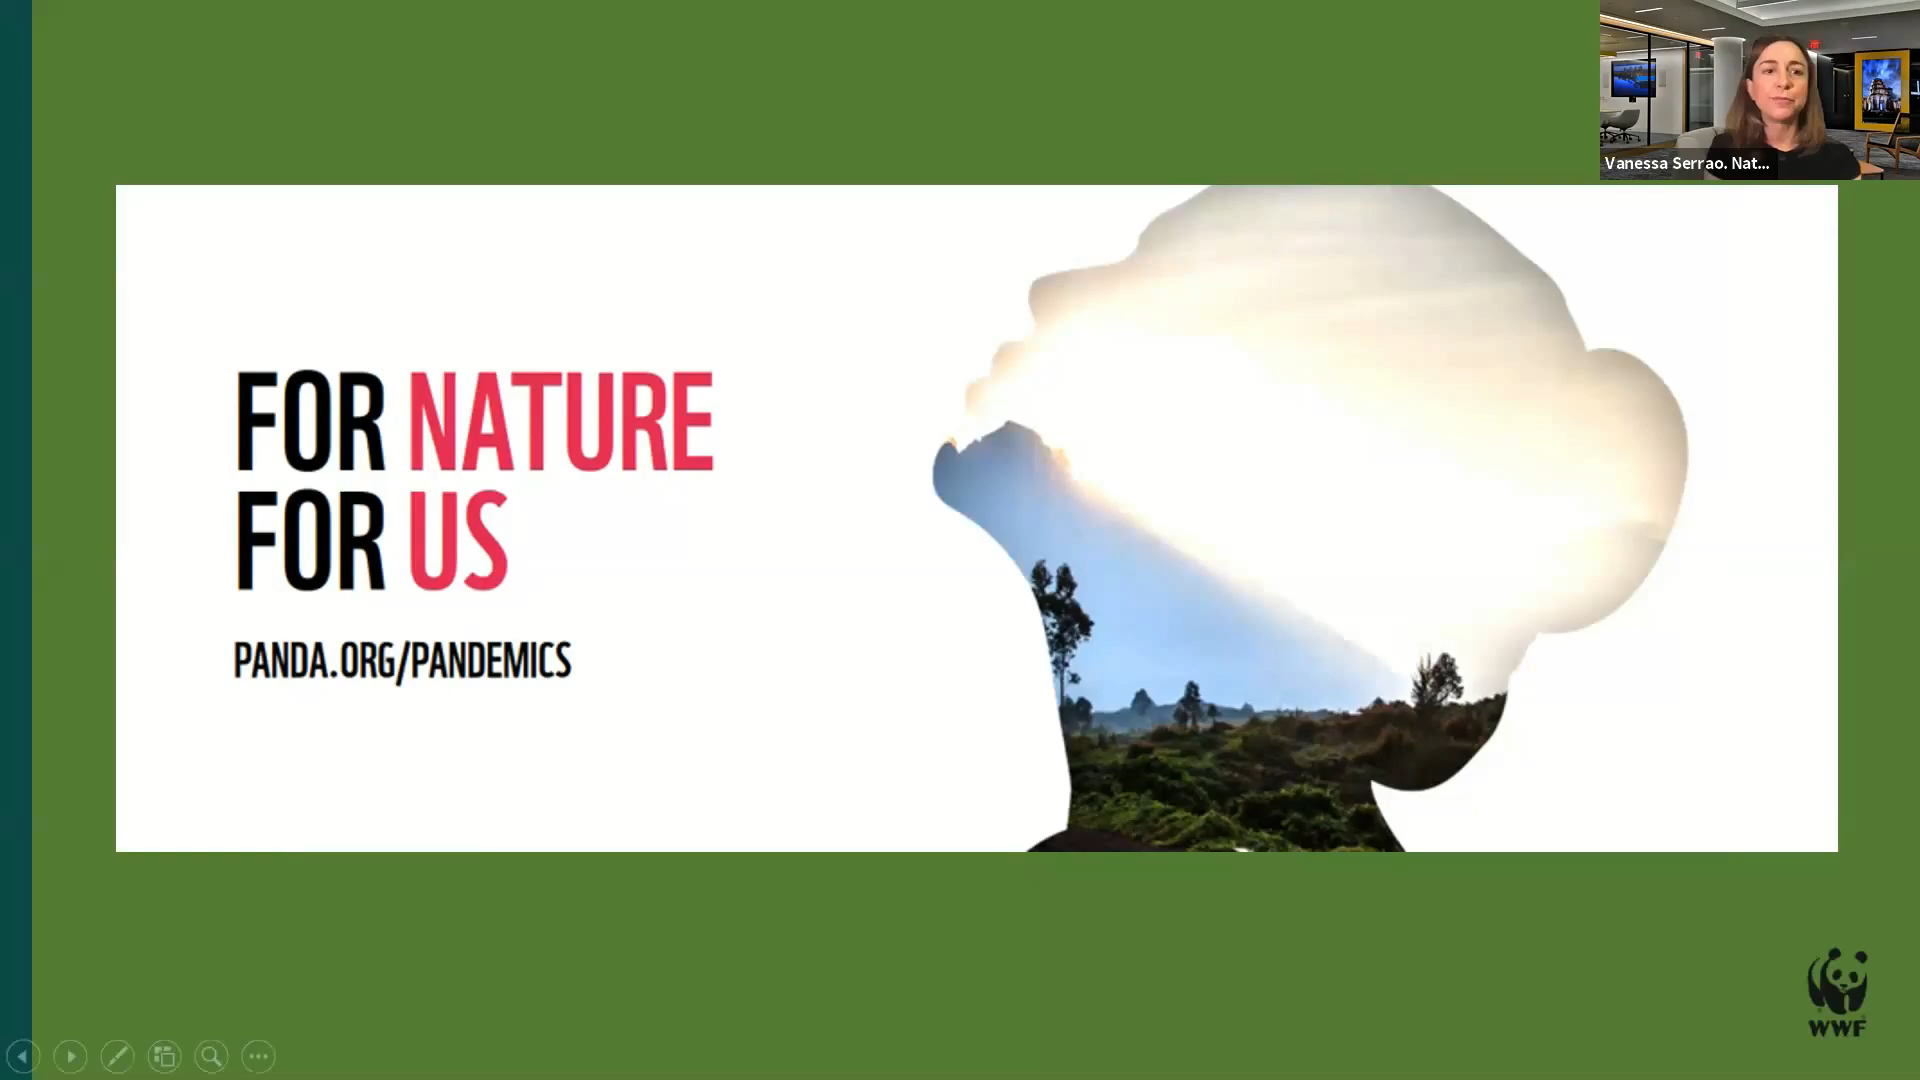 Vanessa Serrao. Nat...
FOR NATURE
FOR US
PANDA.ORG/PANDEMICS
WWF